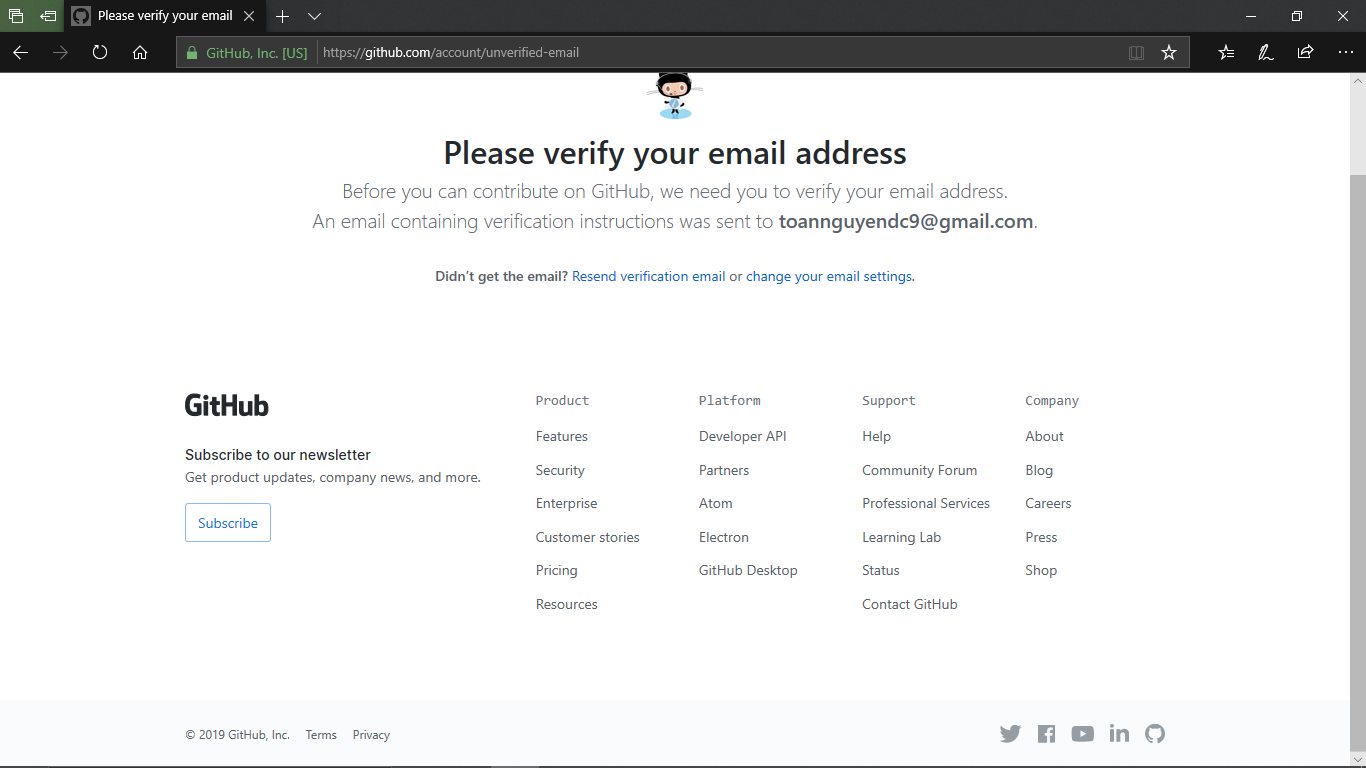 Please verify your email
GitHub, Inc. [US] https://github.com/account/unverified-email
Please verify your email address
Before you can contribute on GitHub, we need you to verify your email address.
An email containing verification instructions was sent to toannguyendc9@gmail.com.
Didn't get the email? Resend verification email or change your email settings.
GitHub
Subscribe to our newsletter
Get product updates, company news, and more.
Subscribe
Product
Features
Security
Enterprise
Customer stories
Pricing
Resources
Platform
Developer API
Partners
Atom
Electron
GitHub Desktop
Support
Help
Community Forum
Professional Services
Learning Lab
Status
Contact GitHub
Company
About
Blog
Careers
Press
Shop
© 2019 GitHub, Inc. Terms Privacy